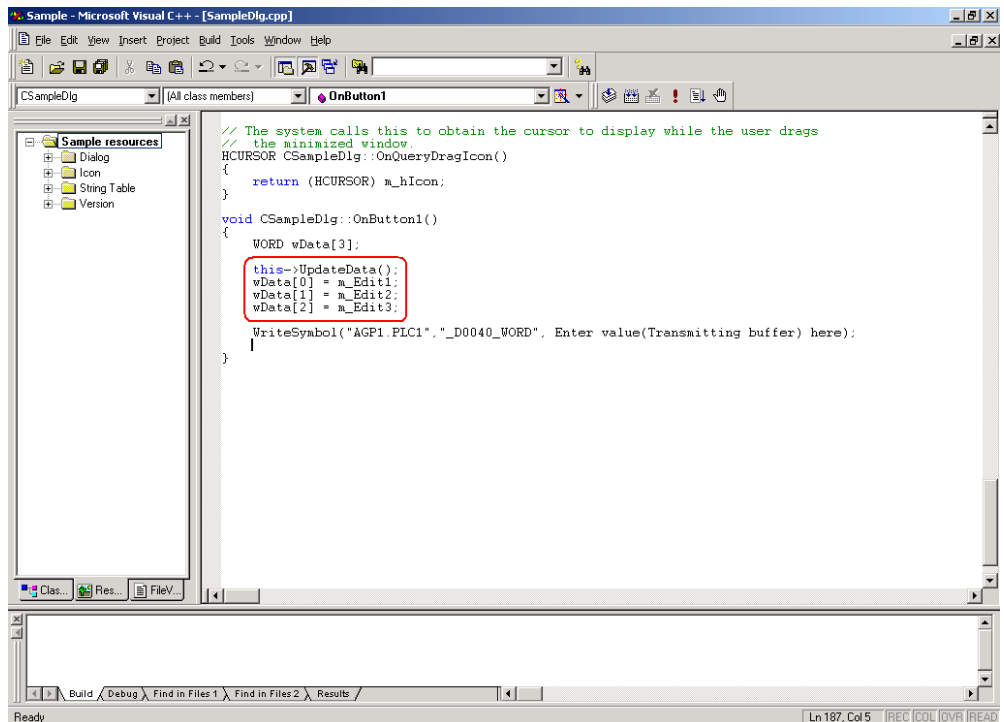 Sample - Microsoft Visual C++ - [SampleDlg.cpp]
File Edit View Insert Project Build Tools Window Help
CSampleDlg (All class members) OnButton1
Sample resources
Dialog
Icon
String Table
Version
// The system calls this to obtain the cursor to display while the user drags
//  the minimized window.
HCURSOR CSampleDlg::OnQueryDragIcon()
{
    return (HCURSOR) m_hIcon;
}
void CSampleDlg::OnButton1()
{
    WORD wData[3];
    this->UpdateData();
    wData[0] = m_Edit1;
    wData[1] = m_Edit2;
    wData[2] = m_Edit3;
    WriteSymbol("AGP1.PLC1","_D0040_WORD", Enter value(Transmitting buffer) here);
}
Clas... Res... FileV...
Build Debug Find in Files 1 Find in Files 2 Results
Ready Ln 187, Col 5 REC COL OVR READ